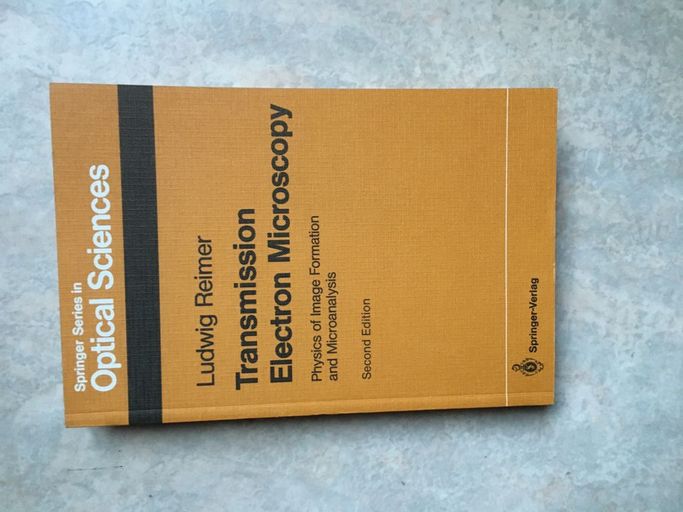 Springer Series in
Optical Sciences
Ludwig Reimer
Transmission
Electron Microscopy
Physics of Image Formation
and Microanalysis
Second Edition
Springer-Verlag